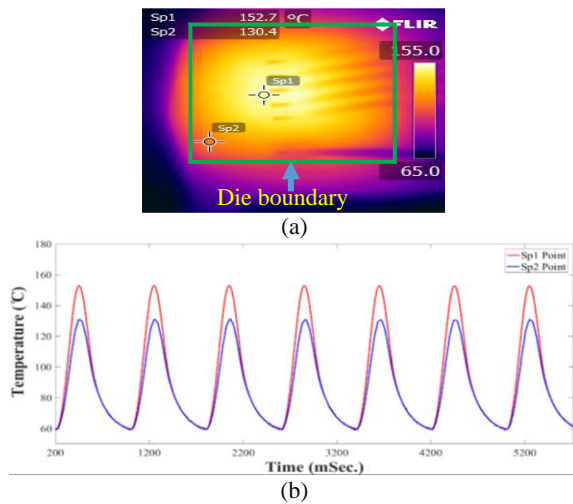 Sp1 152.7 °C
Sp2 130.4
FLIR
155.0
Sp1
Sp2
65.0
Die boundary
(a)
180
160
140
120
100
80
60
Temperature (℃)
Sp1 Point
Sp2 Point
200 1200 2200 3200 4200 5200
Time (mSec.)
(b)